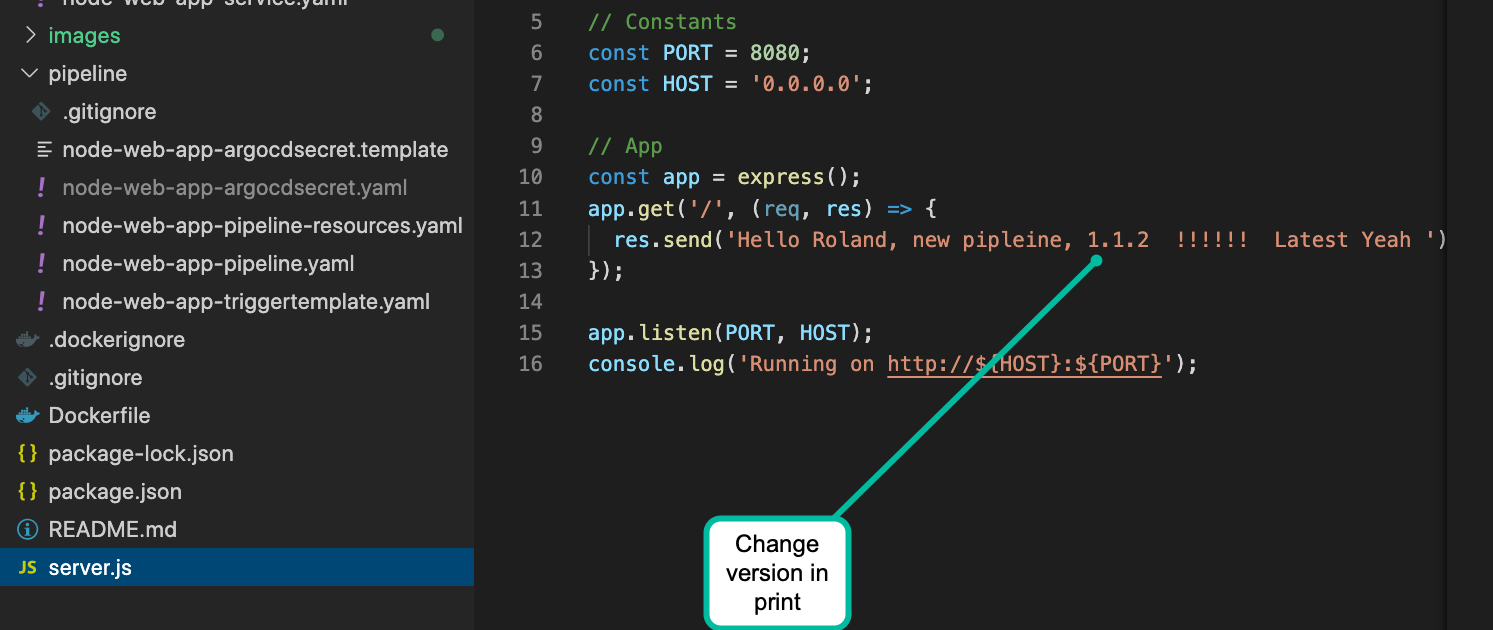 node-web-app-service.yaml
images
pipeline
.gitignore
node-web-app-argocdsecret.template
node-web-app-argocdsecret.yaml
node-web-app-pipeline-resources.yaml
node-web-app-pipeline.yaml
node-web-app-triggertemplate.yaml
.dockerignore
.gitignore
Dockerfile
package-lock.json
package.json
README.md
JS server.js
5 // Constants
6 const PORT = 8080;
7 const HOST = '0.0.0.0';
8
9 // App
10 const app = express();
11 app.get('/', (req, res) => {
12 res.send('Hello Roland, new pipleine, 1.1.2  !!!!!!  Latest Yeah ')
13 });
14
15 app.listen(PORT, HOST);
16 console.log('Running on http://${HOST}:${PORT}');
Change
version in
print